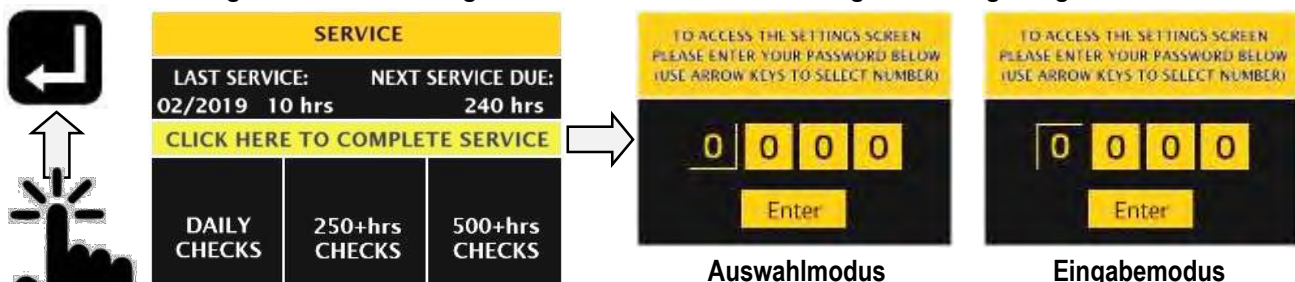 SERVICE
LAST SERVICE: NEXT SERVICE DUE:
02/2019 10 hrs 240 hrs
CLICK HERE TO COMPLETE SERVICE
DAILY CHECKS
250+hrs CHECKS
500+hrs CHECKS
TO ACCESS THE SETTINGS SCREEN
PLEASE ENTER YOUR PASSWORD BELOW
(USE ARROW KEYS TO SELECT NUMBER)
0 0 0 0
Enter
Auswahlmodus
TO ACCESS THE SETTINGS SCREEN
PLEASE ENTER YOUR PASSWORD BELOW
(USE ARROW KEYS TO SELECT NUMBER)
0 0 0 0
Enter
Eingabemodus